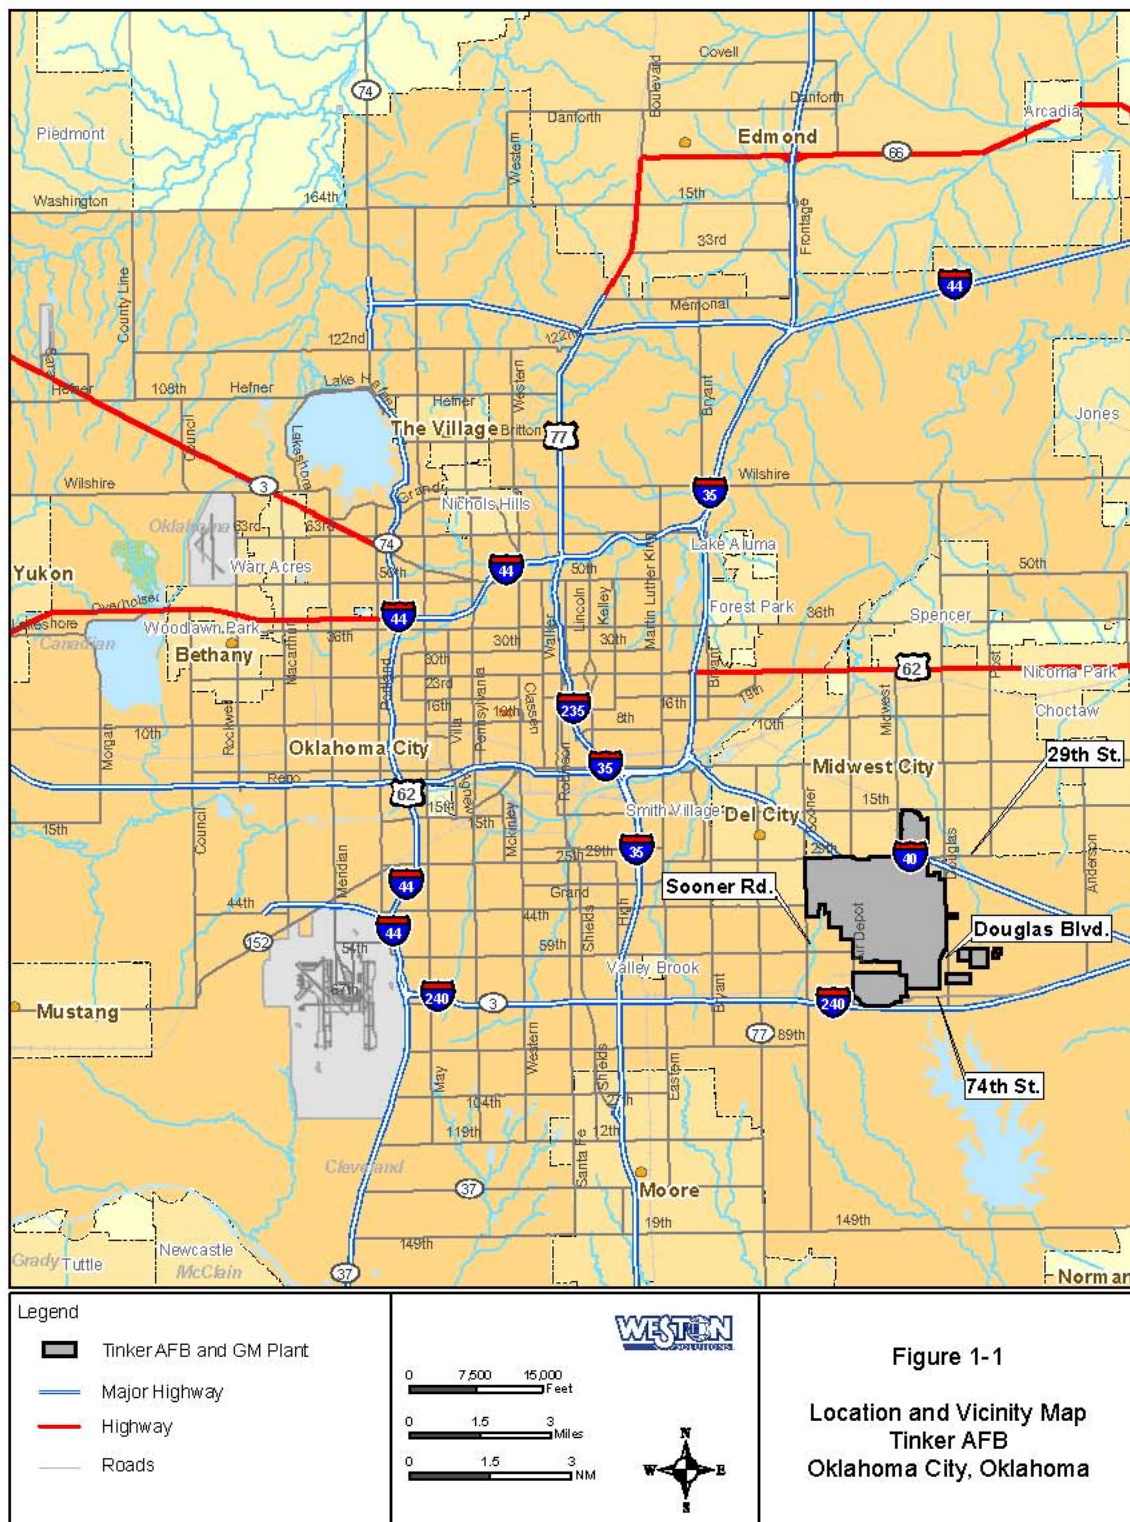 Covell
74
Boulevard
Danforth
Danforth
Arcadia
Piedmont
Western
Edmond
66
15th
164th
Washington
Frontage
33rd
County Line
44
Memorial
122nd
122nd
Sara
Hefner
108th
Hefner
Lake Hefner
Hefner
Western
Bryant
Jones
Council
Lakeshore
The Village
Britton
77
Wilshire
3
Grand
Nichols Hills
35
Wilshire
Oklahoma
63rd
63rd
74
Lake Aluma
Yukon
Warr Acres
50th
44
50th
Martin Luther King
50th
Overholser
Lincoln
Kelley
Forest Park
36th
Spencer
Lakeshore
Canadian
Woodlawn Park
44
36th
30th
Walker
30th
Bethany
Macarthur
Portland
30th
23rd
Bryant
62
Post
Nicoma Park
16th
Villa
Pennsylvania
10th
Classen
235
8th
16th
19th
10th
Midwest
Choctaw
Morgan
10th
Rockwell
Oklahoma City
Robinson
35
Midwest City
29th St.
Reno
62
Agnew
15th
15th
Smith Village
Del City
Sooner
15th
15th
Council
Meridian
Mckinley
25th
29th
35
29th
40
Douglas
Anderson
44
Grand
Sooner Rd.
44th
44
44th
Shields
High
Air Depot
Douglas Blvd.
152
54th
59th
Valley Brook
67th
240
3
Bryant
240
Mustang
77
89th
Western
May
Shields
Eastern
74th St.
104th
27th
119th
12th
Santa Fe
Cleveland
37
Moore
19th
149th
149th
Grady
Tuttle
Newcastle
McClain
37
Norman
Legend
Tinker AFB and GM Plant
Major Highway
Highway
Roads
WESTON
SOLUTIONS
0 7,500 15,000
Feet
0 1.5 3
Miles
0 1.5 3
NM
N
W E
S
Figure 1-1
Location and Vicinity Map
Tinker AFB
Oklahoma City, Oklahoma